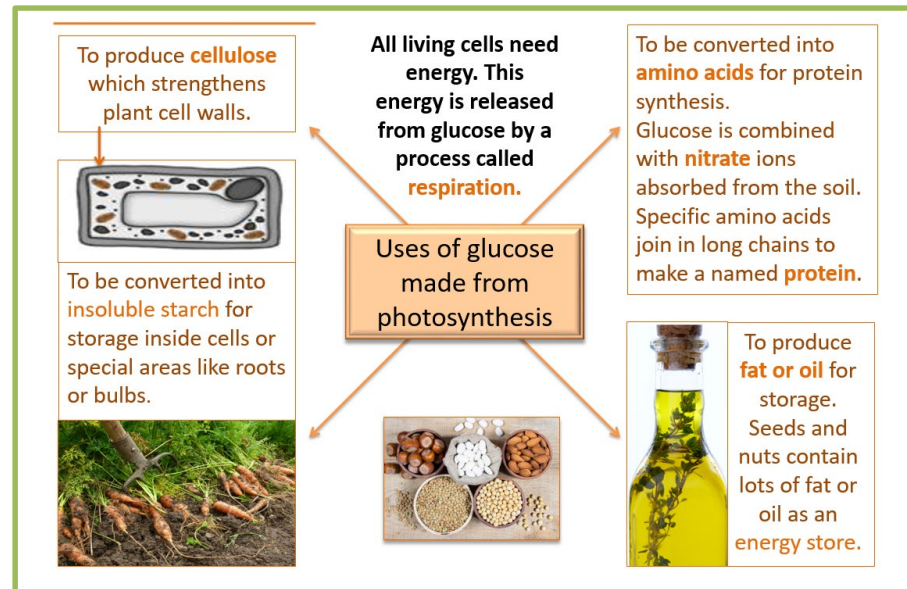 To produce cellulose
which strengthens
plant cell walls.
All living cells need
energy. This
energy is released
from glucose by a
process called
respiration.
To be converted into
amino acids for protein
synthesis.
Glucose is combined
with nitrate ions
absorbed from the soil.
Specific amino acids
join in long chains to
make a named protein.
Uses of glucose
made from
photosynthesis
To be converted into
insoluble starch for
storage inside cells or
special areas like roots
or bulbs.
To produce
fat or oil for
storage.
Seeds and
nuts contain
lots of fat or
oil as an
energy store.